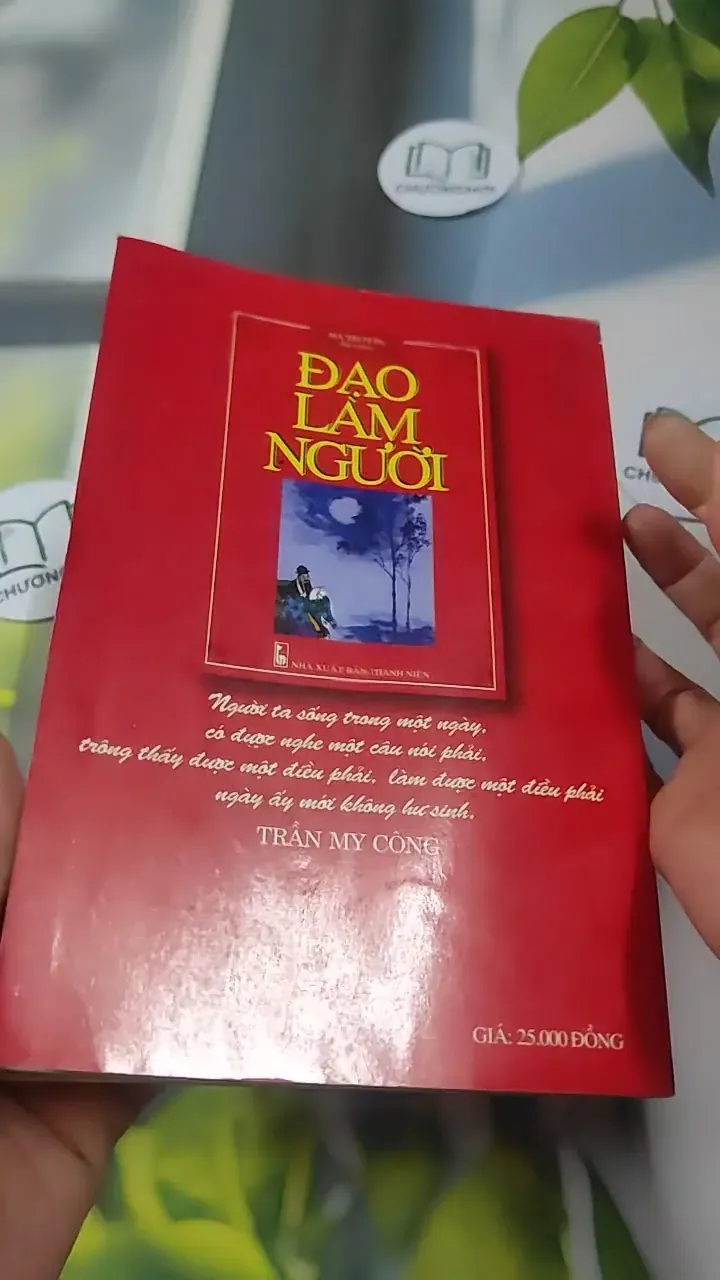 ĐẠO
LÀM
NGƯỜI
NHÀ XUẤT BẢN THANH NIÊN
Người ta sống trong một ngày,
có được nghe một câu nói phải,
trông thấy được một điều phải, làm được một điều phải
ngày ấy mới không hư sinh.
TRẦN MY CÔNG
GIÁ: 25.000 ĐỒNG